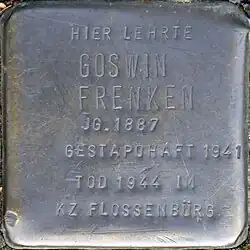 HIER LEHRTE
GOSWIN
FRENKEN
JG. 1887
GESTAPOHAFT 1941
TOD 1944 IM
KZ FLOSSENBÜRG